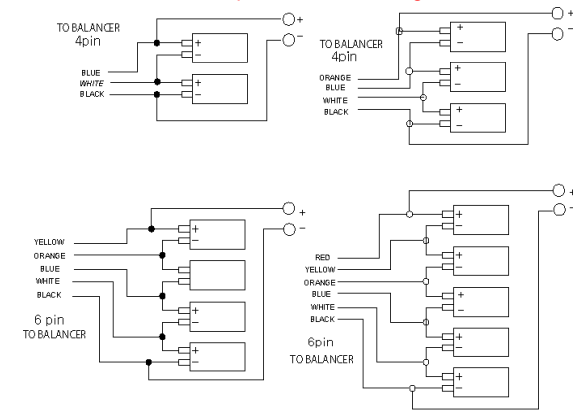 TO BALANCER
4pin
BLUE
WHITE
BLACK
+
−
+
−
+
−
TO BALANCER
4pin
ORANGE
BLUE
WHITE
BLACK
+
−
+
−
+
−
+
−
YELLOW
ORANGE
BLUE
WHITE
BLACK
6 pin
TO BALANCER
+
−
+
−
+
−
+
−
RED
YELLOW
ORANGE
BLUE
WHITE
BLACK
6pin
TO BALANCER
+
−
+
−
+
−
+
−
+
−
+
−